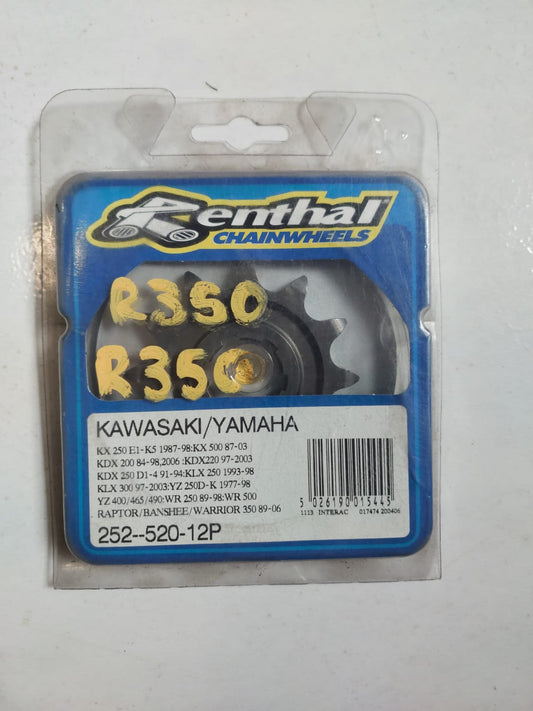 Renthal
CHAINWHEELS
R350
R350
KAWASAKI/YAMAHA
KX 250 E1-K5 1987-98:KX 500 87-03
KDX 200 84-98,2006 :KDX220 97-2003
KDX 250 D1-4 91-94:KLX 250 1993-98
KLX 300 97-2003:YZ 250D-K 1977-98
YZ 400/465/490:WR 250 89-98:WR 500
RAPTOR/BANSHEE/WARRIOR 350 89-06
252--520-12P
5 026190 015445
1113 INTERAC 017474 200406